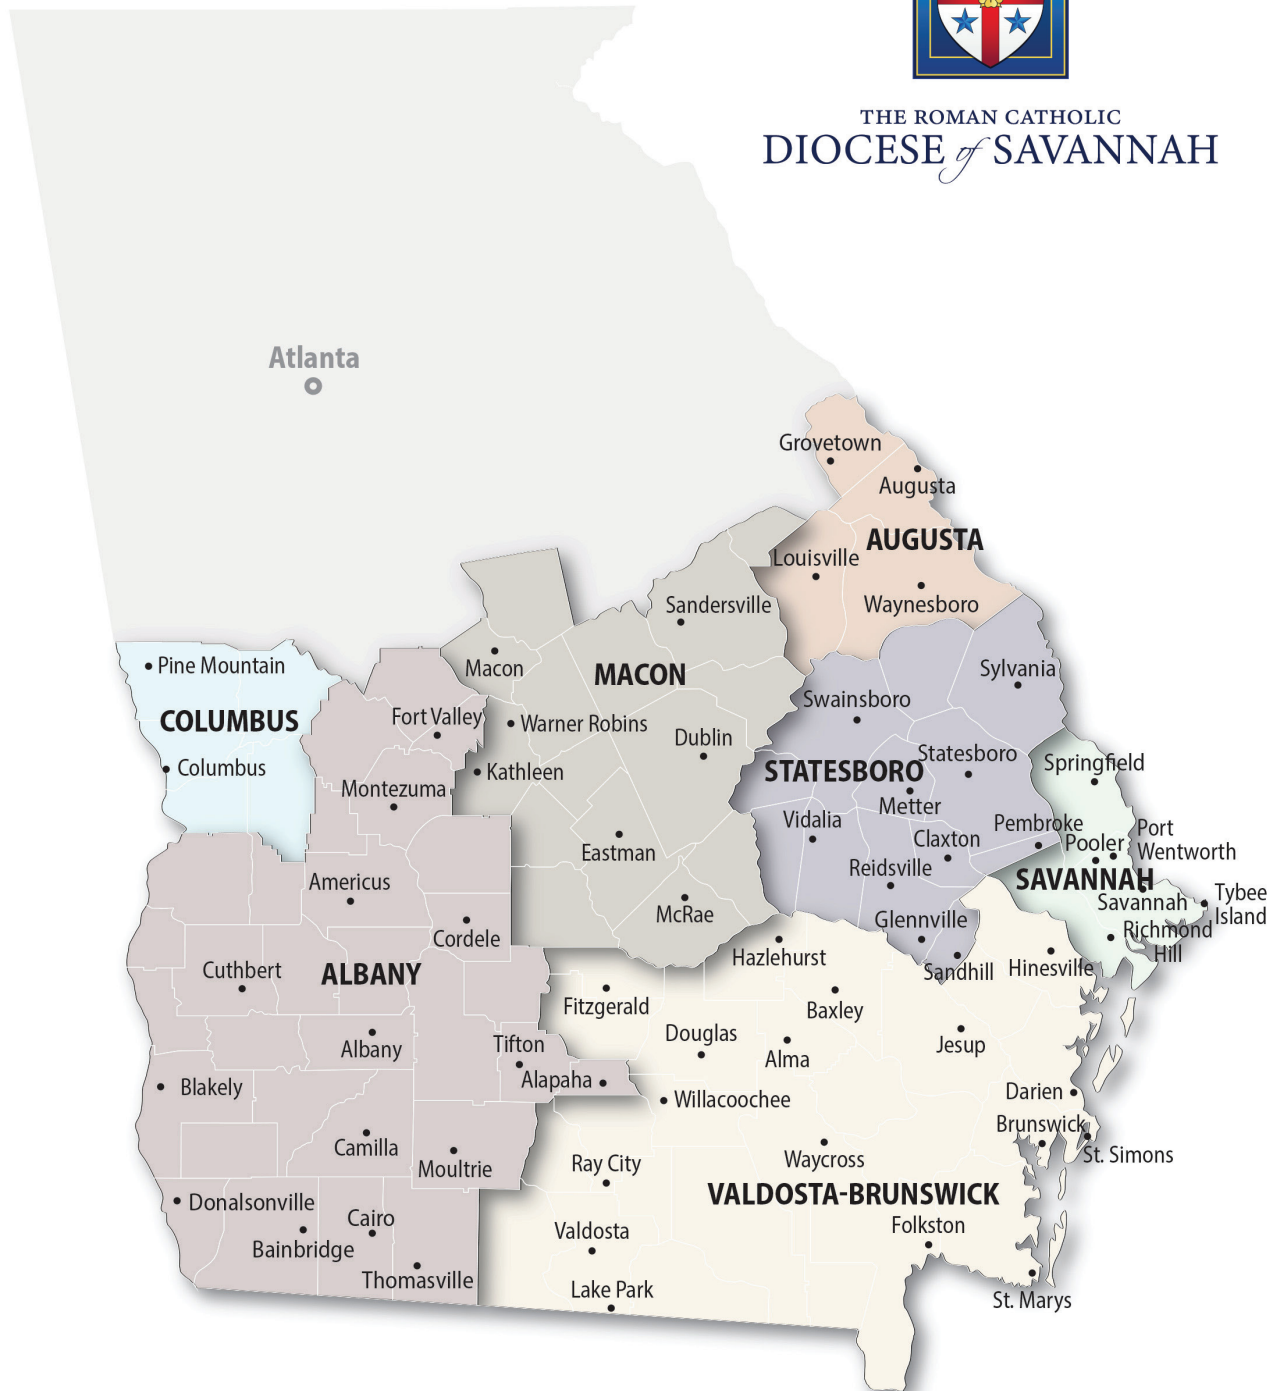 THE ROMAN CATHOLIC
DIOCESE of SAVANNAH
Atlanta
Grovetown
Augusta
AUGUSTA
Louisville
Waynesboro
Sandersville
Macon
MACON
Pine Mountain
Sylvania
Swainsboro
COLUMBUS
Fort Valley
Warner Robins
Dublin
Statesboro
Springfield
Columbus
Kathleen
STATESBORO
Montezuma
Metter
Vidalia
Pembroke
Port
Wentworth
Claxton
Pooler
Eastman
Reidsville
Americus
SAVANNAH
Tybee
Island
Savannah
McRae
Glennville
Richmond
Hill
Cordele
Hazlehurst
Cuthbert
ALBANY
Sandhill
Hinesville
Fitzgerald
Baxley
Douglas
Albany
Tifton
Alma
Jesup
Alapaha
Blakely
Willacoochee
Darien
Brunswick
Camilla
Moultrie
Ray City
Waycross
St. Simons
Donalsonville
VALDOSTA-BRUNSWICK
Cairo
Valdosta
Folkston
Bainbridge
Thomasville
Lake Park
St. Marys